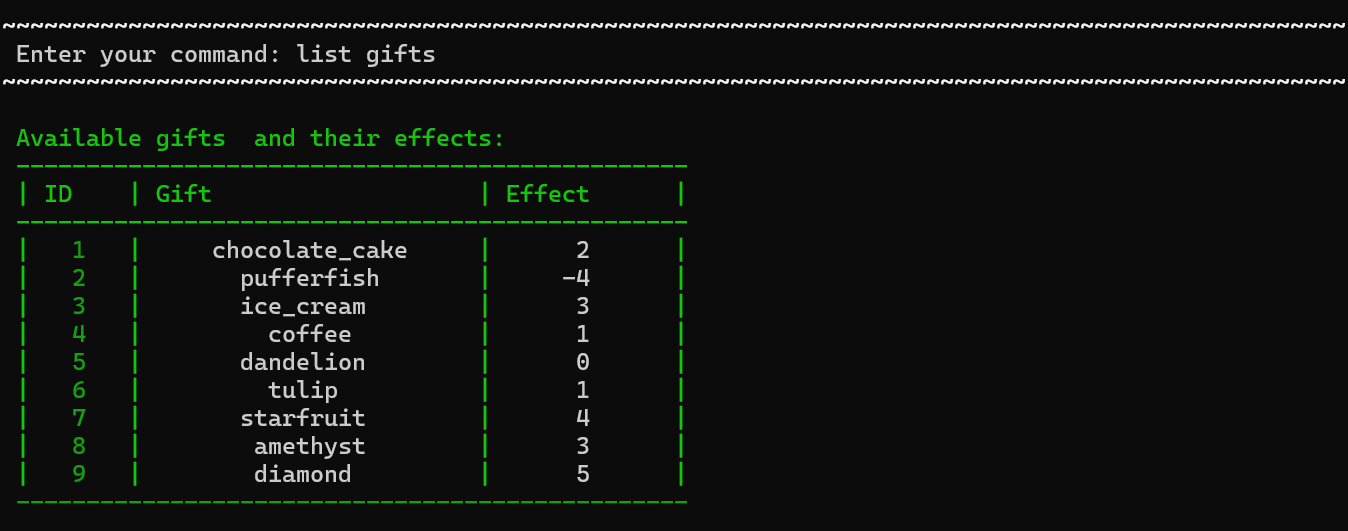 ~~~~~~~~~~~~~~~~~~~~~~~~~~~~~~~~~~~~~~~~~~~~~~~~~~~~~~~~~~~~~~~~~~~~~~~~~~~~~~~~~~~~~~~~~~~~~~~~
Enter your command: list gifts
~~~~~~~~~~~~~~~~~~~~~~~~~~~~~~~~~~~~~~~~~~~~~~~~~~~~~~~~~~~~~~~~~~~~~~~~~~~~~~~~~~~~~~~~~~~~~~~~
Available gifts  and their effects:
------------------------------------------------
| ID    | Gift                   | Effect      |
------------------------------------------------
|   1   |     chocolate_cake     |      2      |
|   2   |       pufferfish       |     -4      |
|   3   |       ice_cream        |      3      |
|   4   |         coffee         |      1      |
|   5   |       dandelion        |      0      |
|   6   |         tulip          |      1      |
|   7   |       starfruit        |      4      |
|   8   |        amethyst        |      3      |
|   9   |        diamond         |      5      |
------------------------------------------------